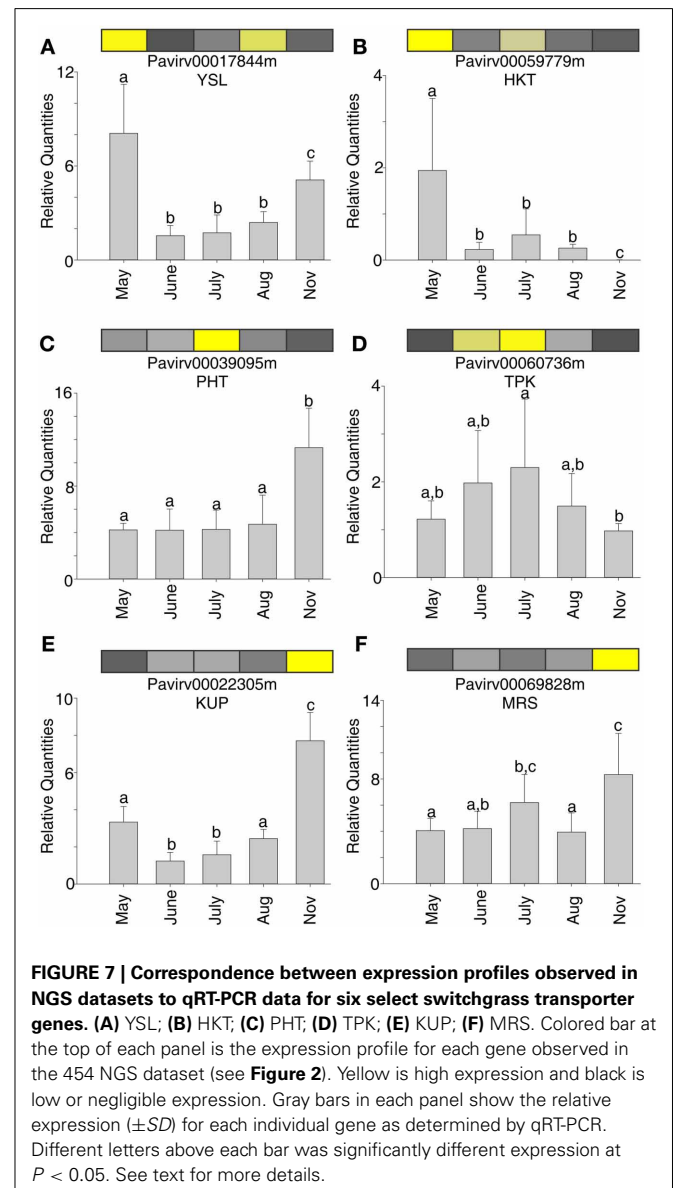 A
Pavirv00017844m
YSL
Relative Quantities
12
6
0
a
b
b
b
c
May
June
July
Aug
Nov
B
Pavirv00059779m
HKT
Relative Quantities
4
2
0
a
b
b
b
c
May
June
July
Aug
Nov
C
Pavirv00039095m
PHT
Relative Quantities
16
8
0
a
a
a
a
b
May
June
July
Aug
Nov
D
Pavirv00060736m
TPK
Relative Quantities
4
2
0
a,b
a,b
a
a,b
b
May
June
July
Aug
Nov
E
Pavirv00022305m
KUP
Relative Quantities
10
6
0
a
b
b
a
c
May
June
July
Aug
Nov
F
Pavirv00069828m
MRS
Relative Quantities
14
8
0
a
a,b
b,c
a
c
May
June
July
Aug
Nov
FIGURE 7 | Correspondence between expression profiles observed in
NGS datasets to qRT-PCR data for six select switchgrass transporter
genes. (A) YSL; (B) HKT; (C) PHT; (D) TPK; (E) KUP; (F) MRS. Colored bar at
the top of each panel is the expression profile for each gene observed in
the 454 NGS dataset (see Figure 2). Yellow is high expression and black is
low or negligible expression. Gray bars in each panel show the relative
expression (±SD) for each individual gene as determined by qRT-PCR.
Different letters above each bar was significantly different expression at
P < 0.05. See text for more details.